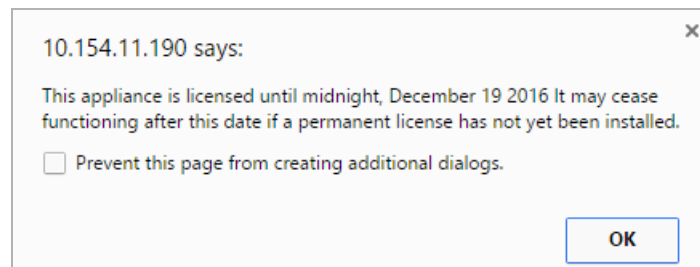 10.154.11.190 says:
This appliance is licensed until midnight, December 19 2016 It may cease
functioning after this date if a permanent license has not yet been installed.
Prevent this page from creating additional dialogs.
OK